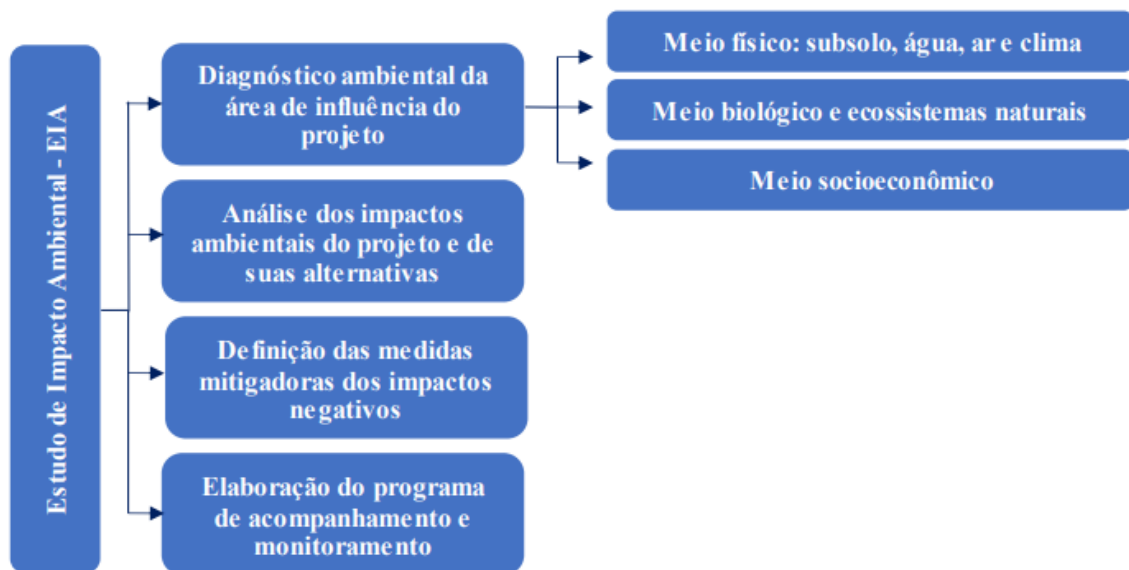 Estudo de Impacto Ambiental - EIA
Diagnóstico ambiental da
área de influência do
projeto
Meio físico: subsolo, água, ar e clima
Meio biológico e ecossistemas naturais
Meio socioeconômico
Análise dos impactos
ambientais do projeto e de
suas alternativas
Definição das medidas
mitigadoras dos impactos
negativos
Elaboração do programa
de acompanhamento e
monitoramento